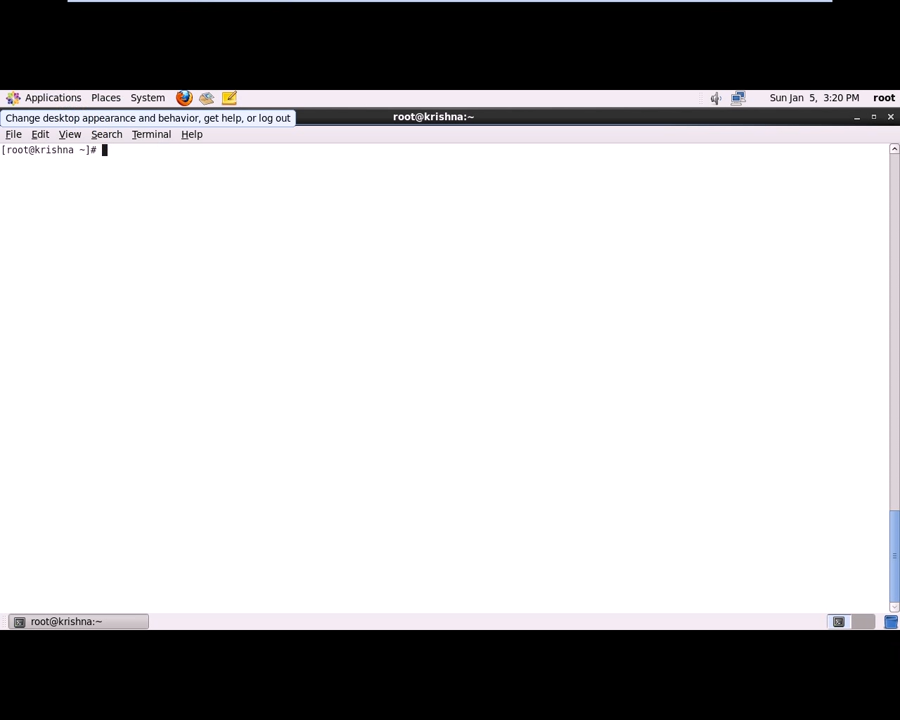 Applications Places System Sun Jan 5, 3:20 PM root
Change desktop appearance and behavior, get help, or log out
root@krishna:~
File Edit View Search Terminal Help
[root@krishna ~]#
root@krishna:~